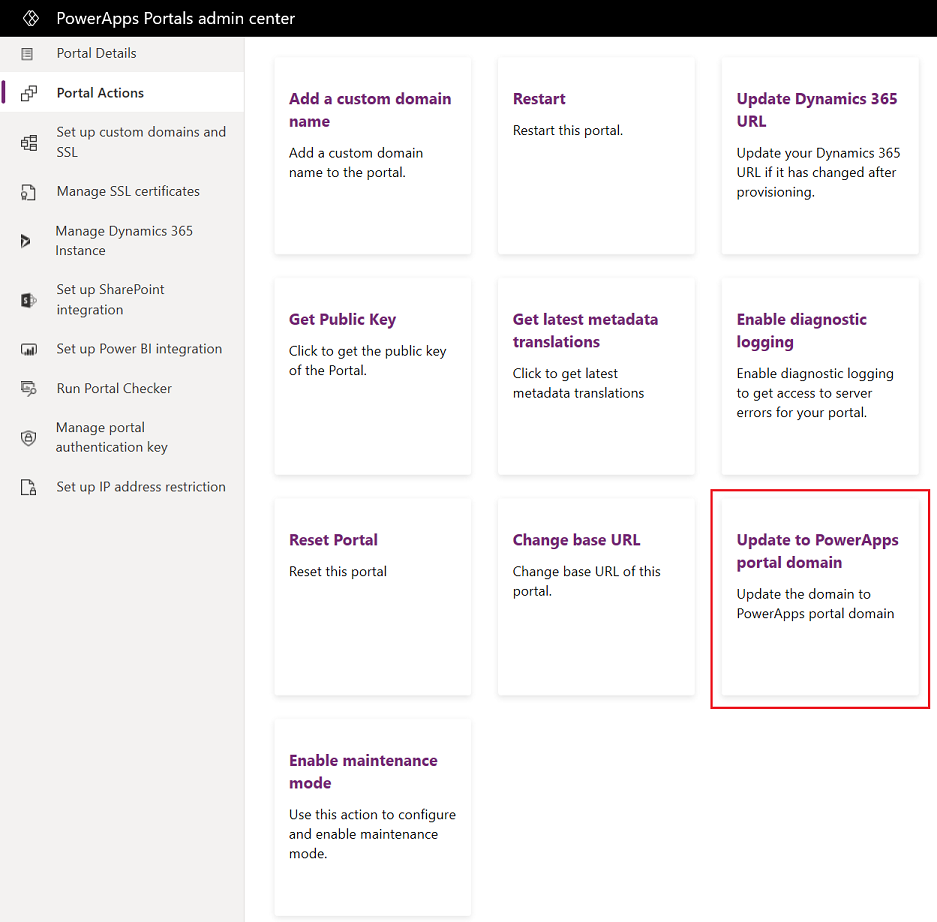 PowerApps Portals admin center
Portal Details
Portal Actions
Set up custom domains and
SSL
Manage SSL certificates
Manage Dynamics 365
Instance
Set up SharePoint
integration
Set up Power BI integration
Run Portal Checker
Manage portal
authentication key
Set up IP address restriction
Add a custom domain
name
Add a custom domain
name to the portal.
Restart
Restart this portal.
Update Dynamics 365
URL
Update your Dynamics 365
URL if it has changed after
provisioning.
Get Public Key
Click to get the public key
of the Portal.
Get latest metadata
translations
Click to get latest
metadata translations
Enable diagnostic
logging
Enable diagnostic logging
to get access to server
errors for your portal.
Reset Portal
Reset this portal
Change base URL
Change base URL of this
portal.
Update to PowerApps
portal domain
Update the domain to
PowerApps portal domain
Enable maintenance
mode
Use this action to configure
and enable maintenance
mode.